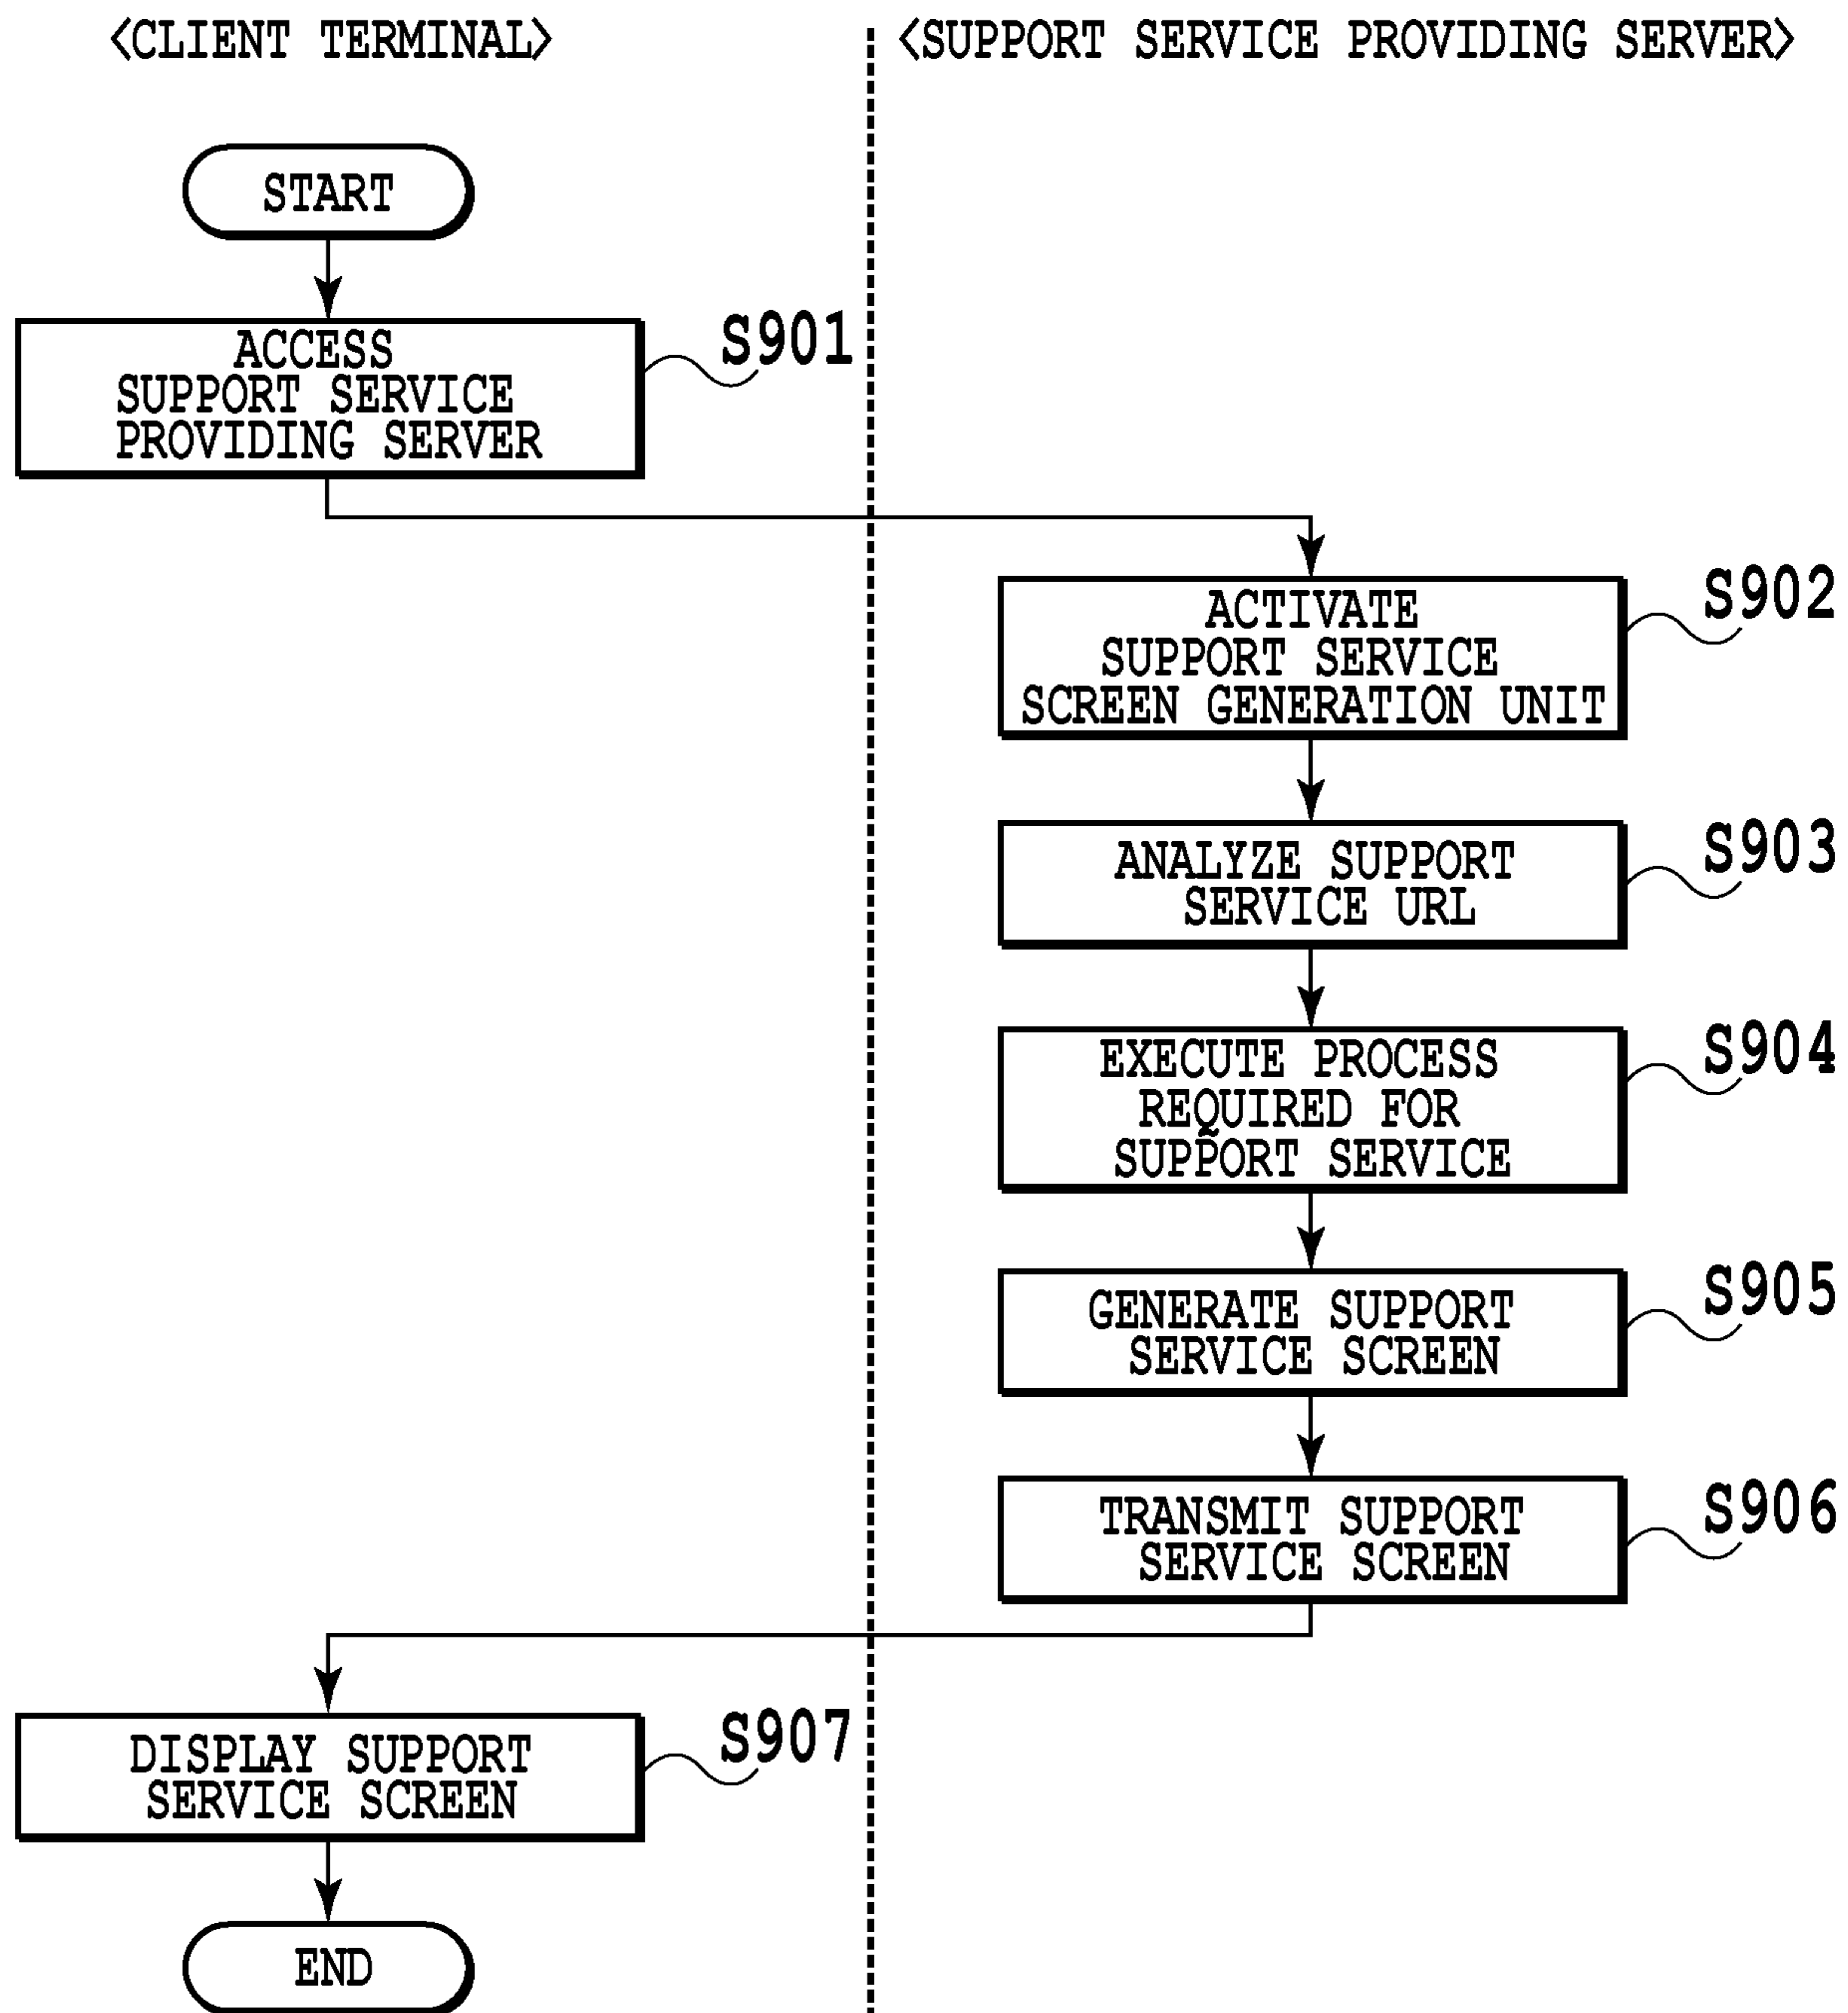 <CLIENT TERMINAL>
<SUPPORT SERVICE PROVIDING SERVER>
START
ACCESS
SUPPORT SERVICE
PROVIDING SERVER
S901
ACTIVATE
SUPPORT SERVICE
SCREEN GENERATION UNIT
S902
ANALYZE SUPPORT
SERVICE URL
S903
EXECUTE PROCESS
REQUIRED FOR
SUPPORT SERVICE
S904
GENERATE SUPPORT
SERVICE SCREEN
S905
TRANSMIT SUPPORT
SERVICE SCREEN
S906
DISPLAY SUPPORT
SERVICE SCREEN
S907
END